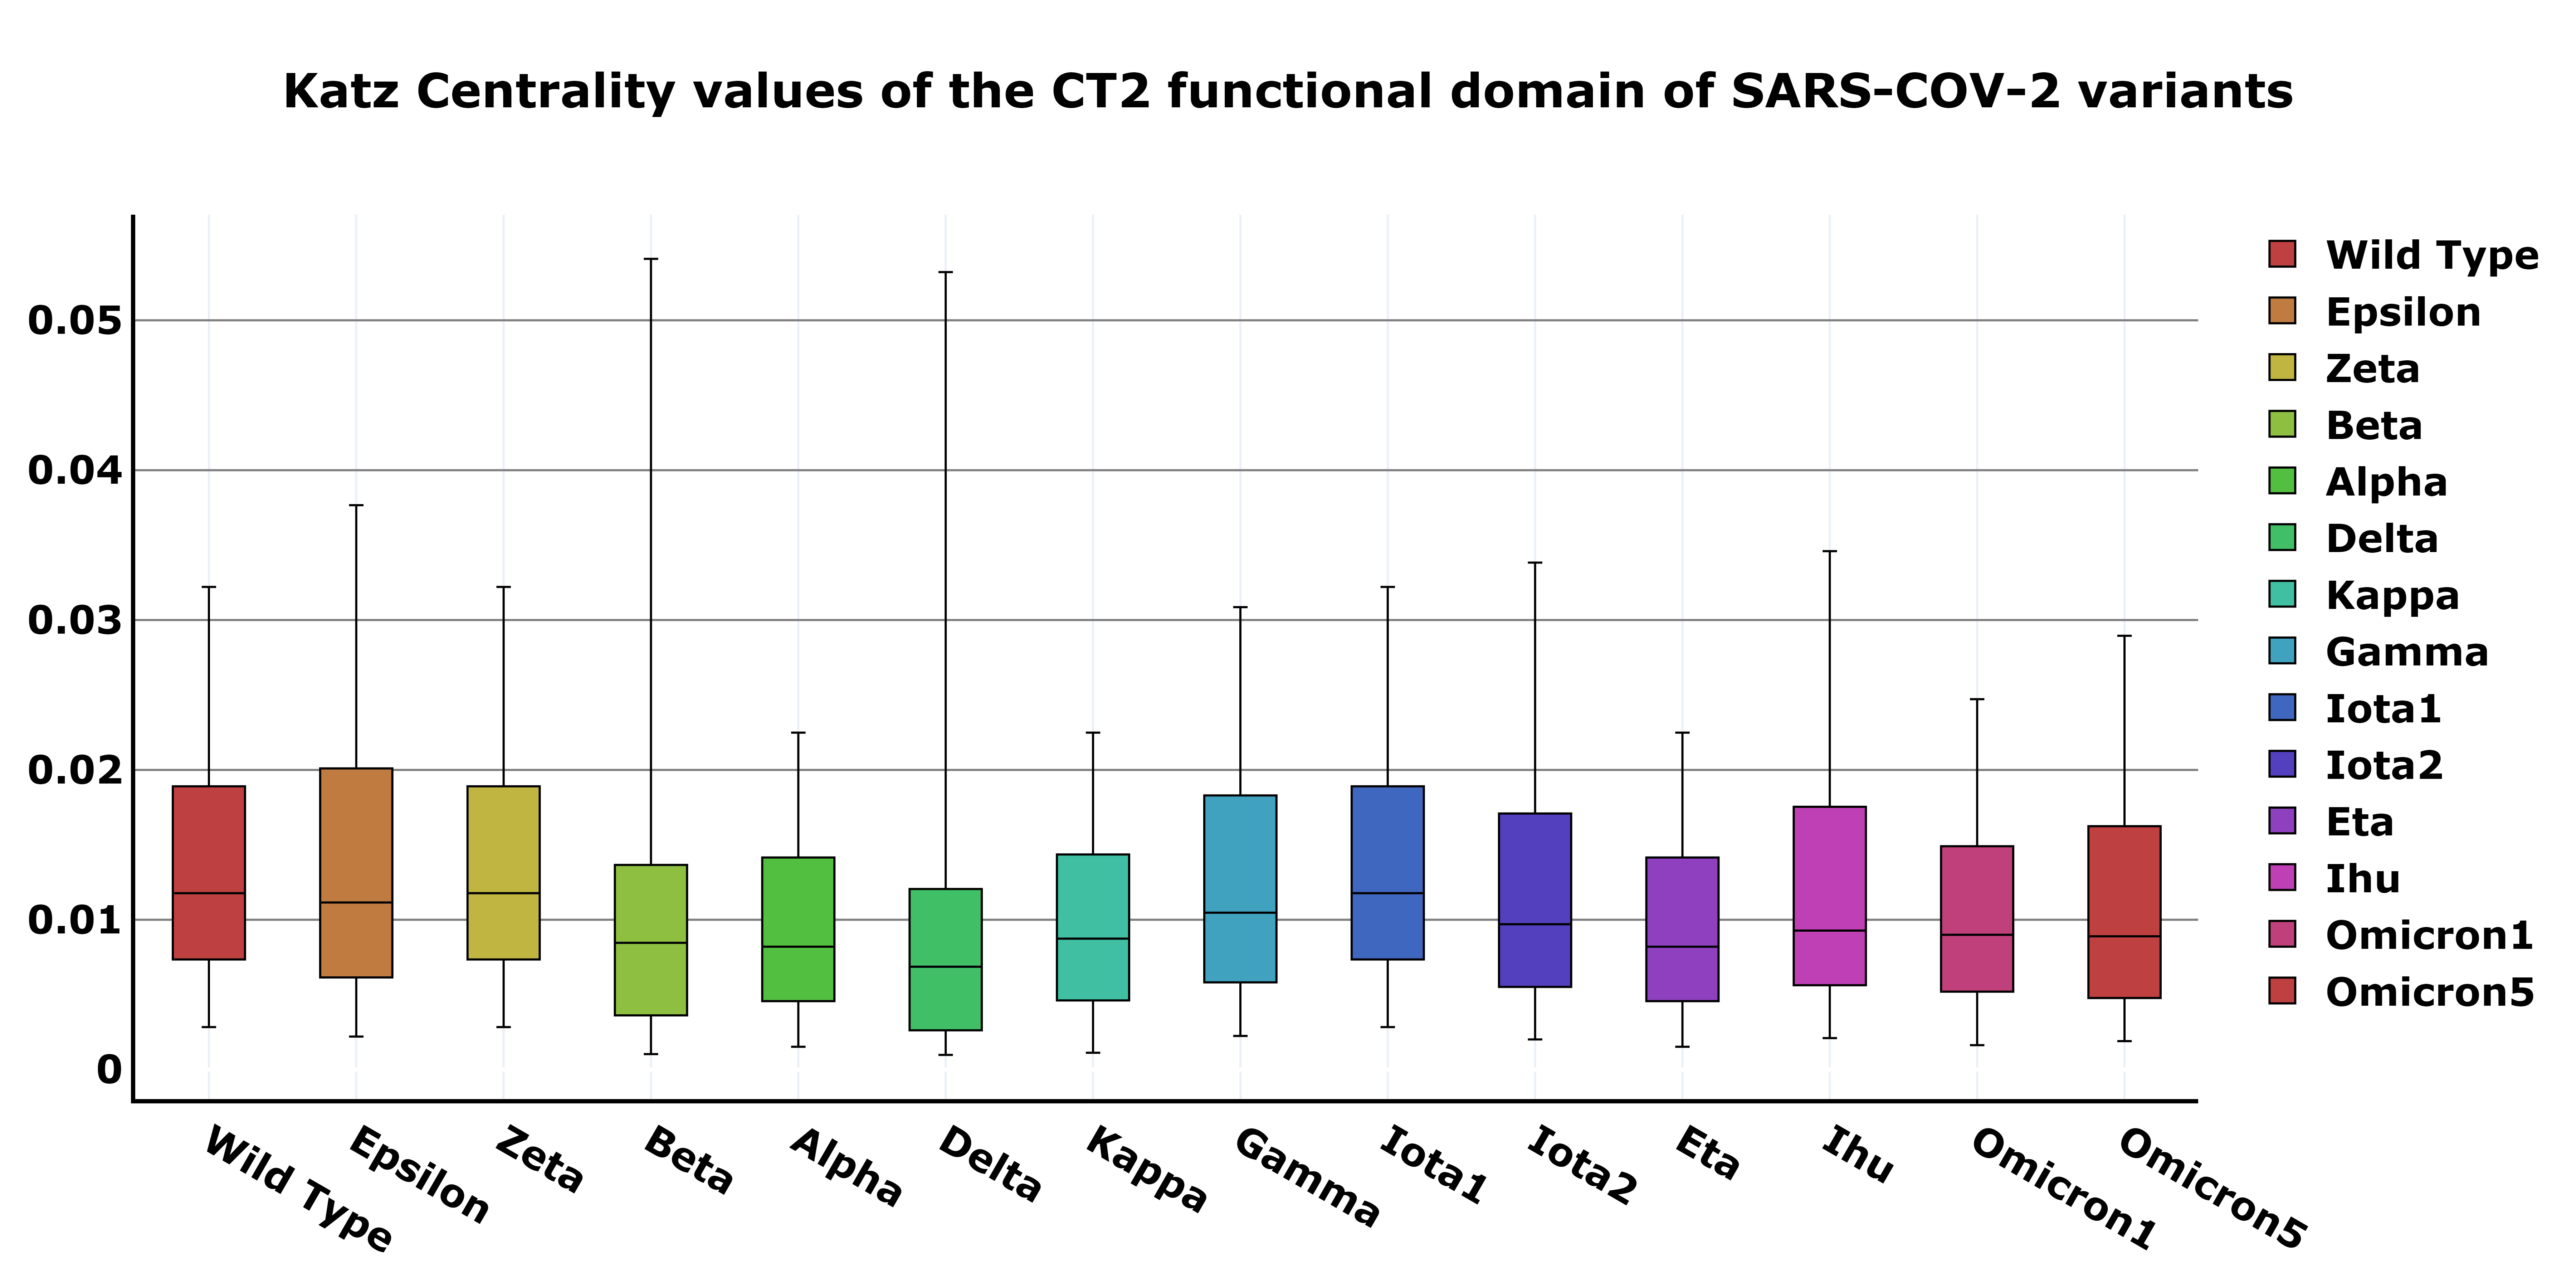 Katz Centrality values of the CT2 functional domain of SARS-COV-2 variants
0.05
0.04
0.03
0.02
0.01
0
Wild Type
Epsilon
Zeta
Beta
Alpha
Delta
Kappa
Gamma
Iota1
Iota2
Eta
Ihu
Omicron1
Omicron5
Wild Type
Epsilon
Zeta
Beta
Alpha
Delta
Kappa
Gamma
Iota1
Iota2
Eta
Ihu
Omicron1
Omicron5